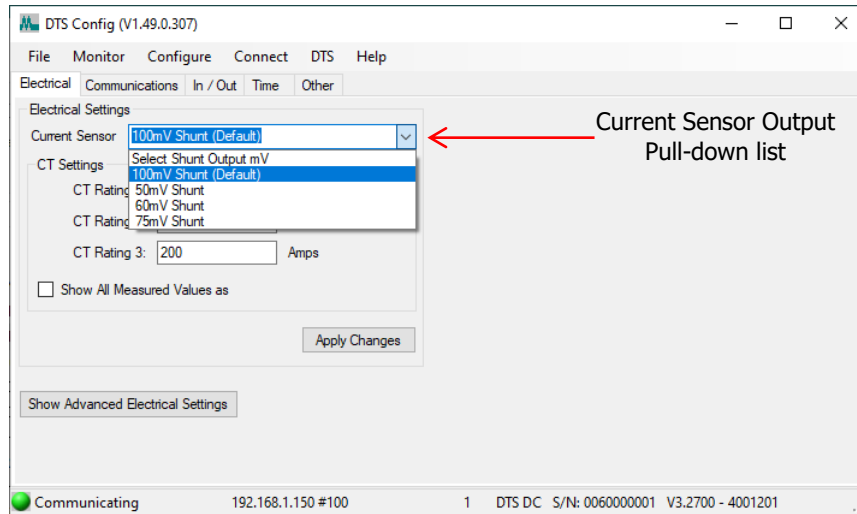 DTS Config (V1.49.0.307)
File Monitor Configure Connect DTS Help
Electrical Communications In / Out Time Other
Electrical Settings
Current Sensor 100mV Shunt (Default)
Current Sensor Output
Pull-down list
Select Shunt Output mV
CT Settings
100mV Shunt (Default)
CT Rating 50mV Shunt
60mV Shunt
CT Rating 75mV Shunt
CT Rating 3: 200 Amps
Show All Measured Values as
Apply Changes
Show Advanced Electrical Settings
Communicating 192.168.1.150 #100 1 DTS DC S/N: 0060000001 V3.2700 - 4001201